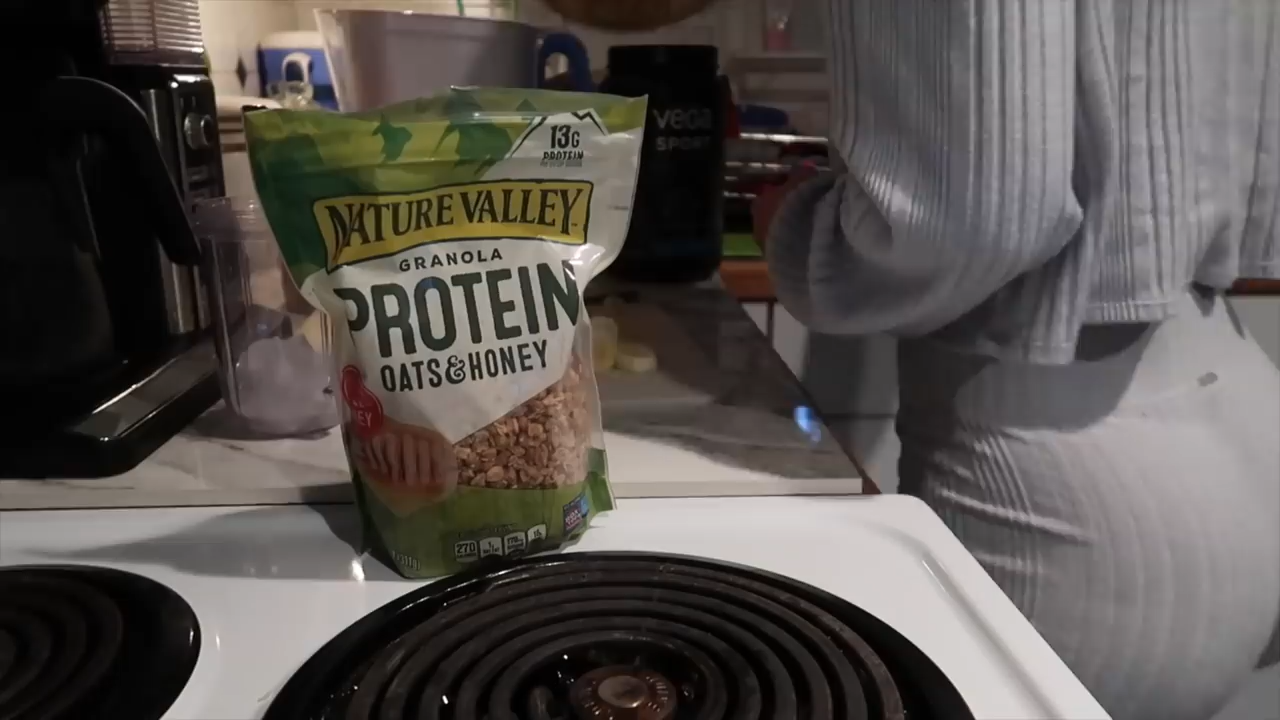 13G
PROTEIN
NATURE VALLEY
GRANOLA
PROTEIN
OATS & HONEY
270
vega
SPORT